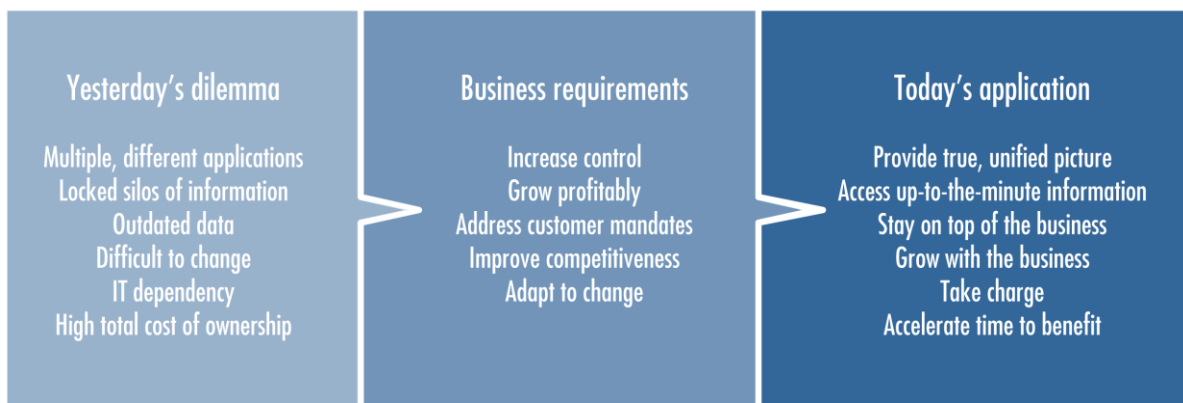 Yesterday’s dilemma
Multiple, different applications
Locked silos of information
Outdated data
Difficult to change
IT dependency
High total cost of ownership
Business requirements
Increase control
Grow profitably
Address customer mandates
Improve competitiveness
Adapt to change
Today’s application
Provide true, unified picture
Access up-to-the-minute information
Stay on top of the business
Grow with the business
Take charge
Accelerate time to benefit